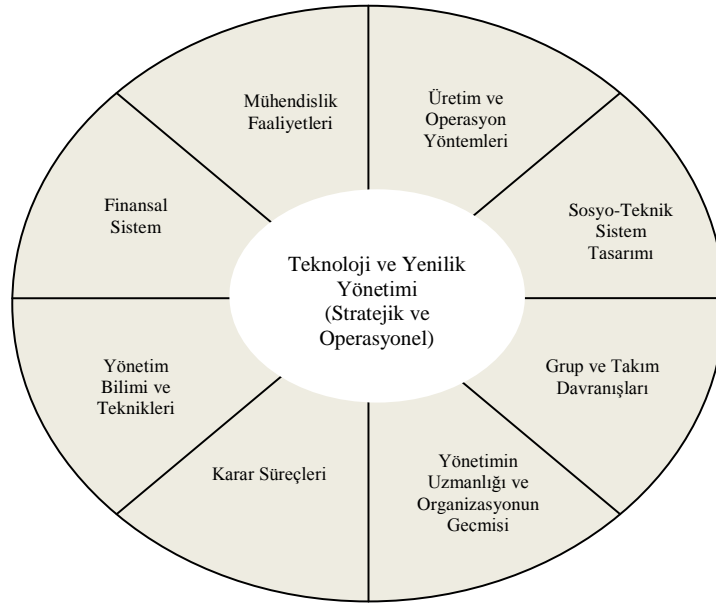 Mühendislik
Faaliyetleri
Üretim ve
Operasyon
Yöntemleri
Sosyo-Teknik
Sistem
Tasarımı
Grup ve Takım
Davranışları
Yönetimin
Uzmanlığı ve
Organizasyonun
Geçmişi
Karar Süreçleri
Yönetim
Bilimi ve
Teknikleri
Finansal
Sistem
Teknoloji ve Yenilik
Yönetimi
(Stratejik ve
Operasyonel)